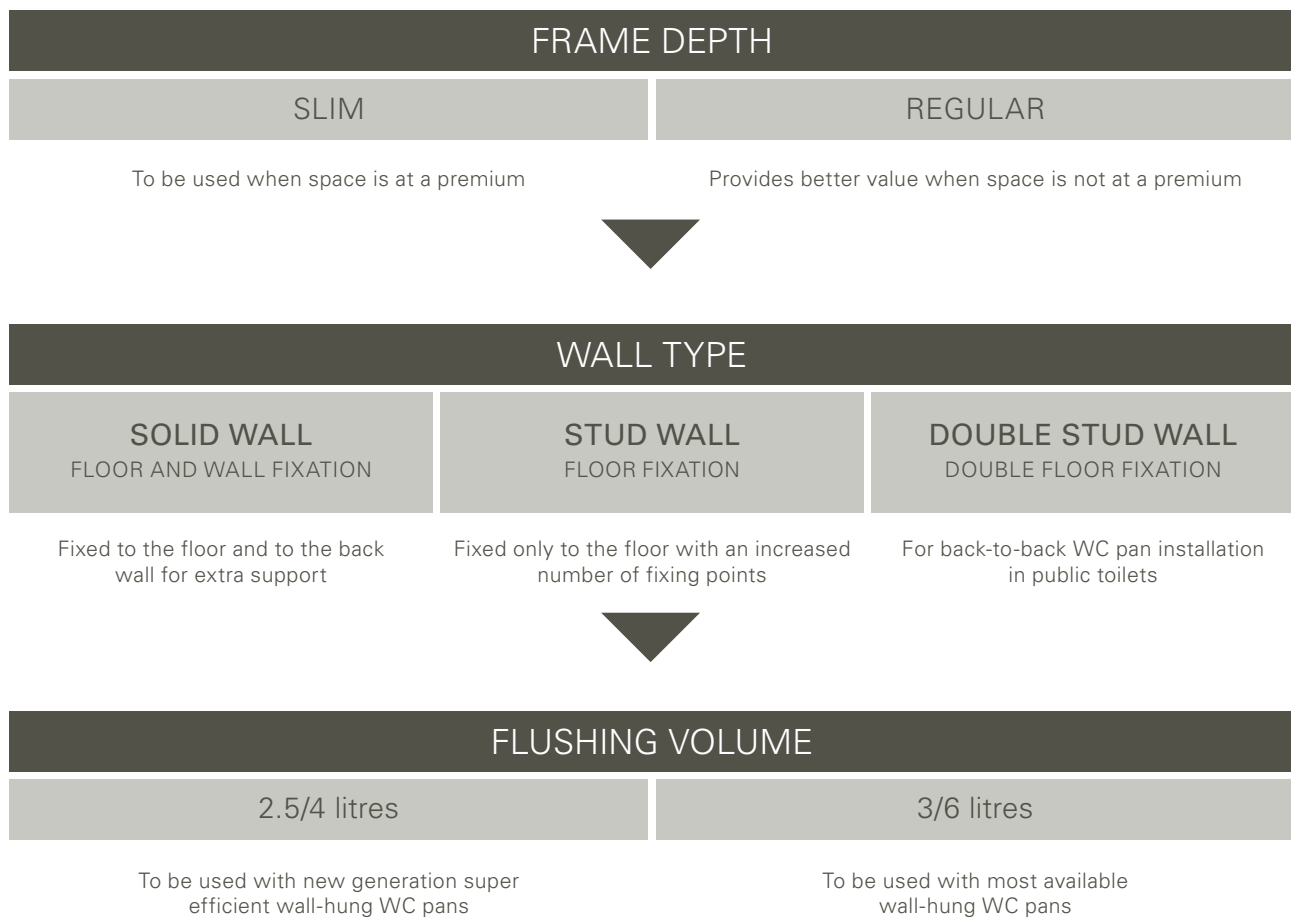 FRAME DEPTH
SLIM
REGULAR
To be used when space is at a premium
Provides better value when space is not at a premium
WALL TYPE
SOLID WALL
FLOOR AND WALL FIXATION
STUD WALL
FLOOR FIXATION
DOUBLE STUD WALL
DOUBLE FLOOR FIXATION
Fixed to the floor and to the back
wall for extra support
Fixed only to the floor with an increased
number of fixing points
For back-to-back WC pan installation
in public toilets
FLUSHING VOLUME
2.5/4 litres
3/6 litres
To be used with new generation super
efficient wall-hung WC pans
To be used with most available
wall-hung WC pans